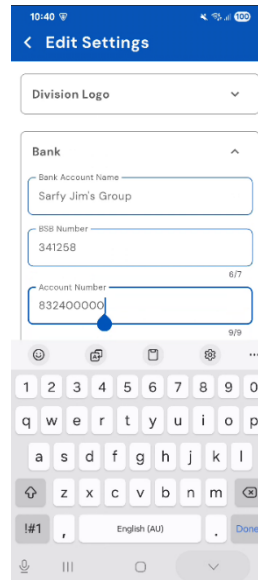 10:40
100
Edit Settings
Division Logo
Bank
Bank Account Name
Sarfy Jim's Group
BSB Number
341258
6/7
Account Number
832400000
9/9
1 2 3 4 5 6 7 8 9 0
q w e r t y u i o p
a s d f g h j k l
z x c v b n m
!#1 , English (AU) . Done